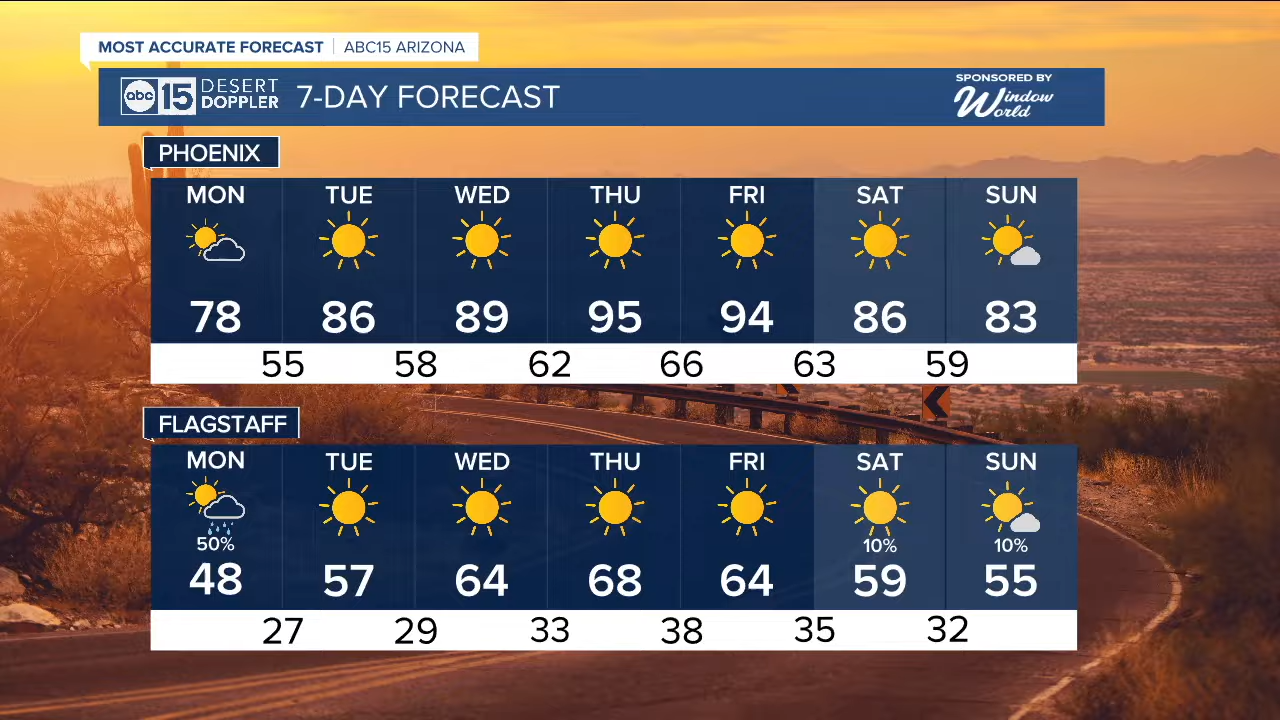 MOST ACCURATE FORECAST | ABC15 ARIZONA
abc 15 DESERT DOPPLER 7-DAY FORECAST
SPONSORED BY
Window World
PHOENIX
MON TUE WED THU FRI SAT SUN
78 86 89 95 94 86 83
55 58 62 66 63 59
FLAGSTAFF
MON TUE WED THU FRI SAT SUN
50% 10% 10%
48 57 64 68 64 59 55
27 29 33 38 35 32